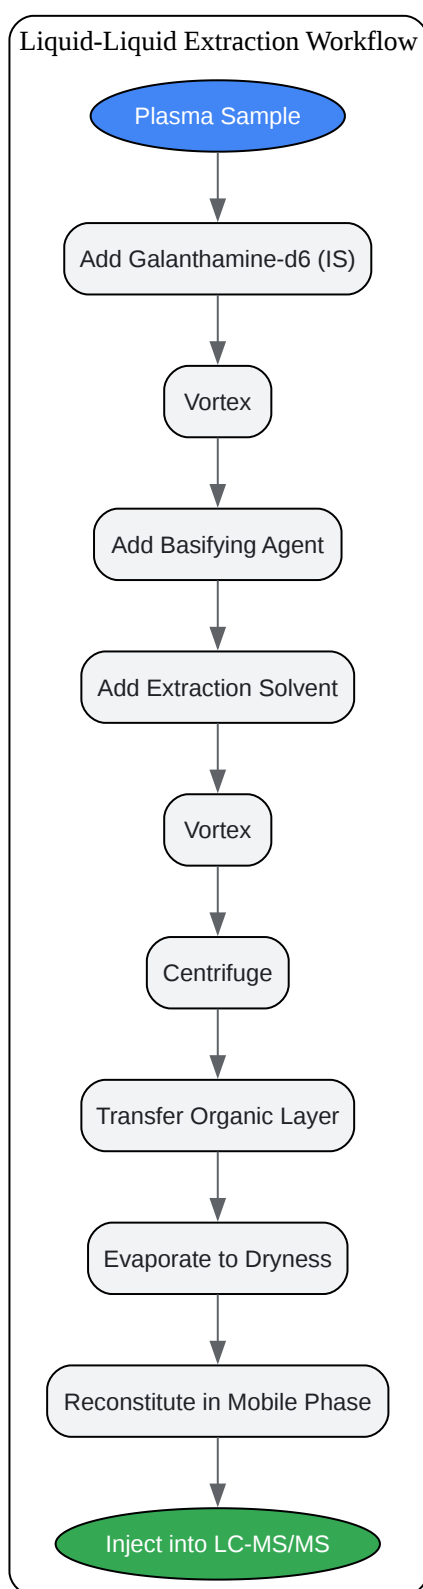 Liquid-Liquid Extraction Workflow
Plasma Sample
Add Galanthamine-d6 (IS)
Vortex
Add Basifying Agent
Add Extraction Solvent
Vortex
Centrifuge
Transfer Organic Layer
Evaporate to Dryness
Reconstitute in Mobile Phase
Inject into LC-MS/MS